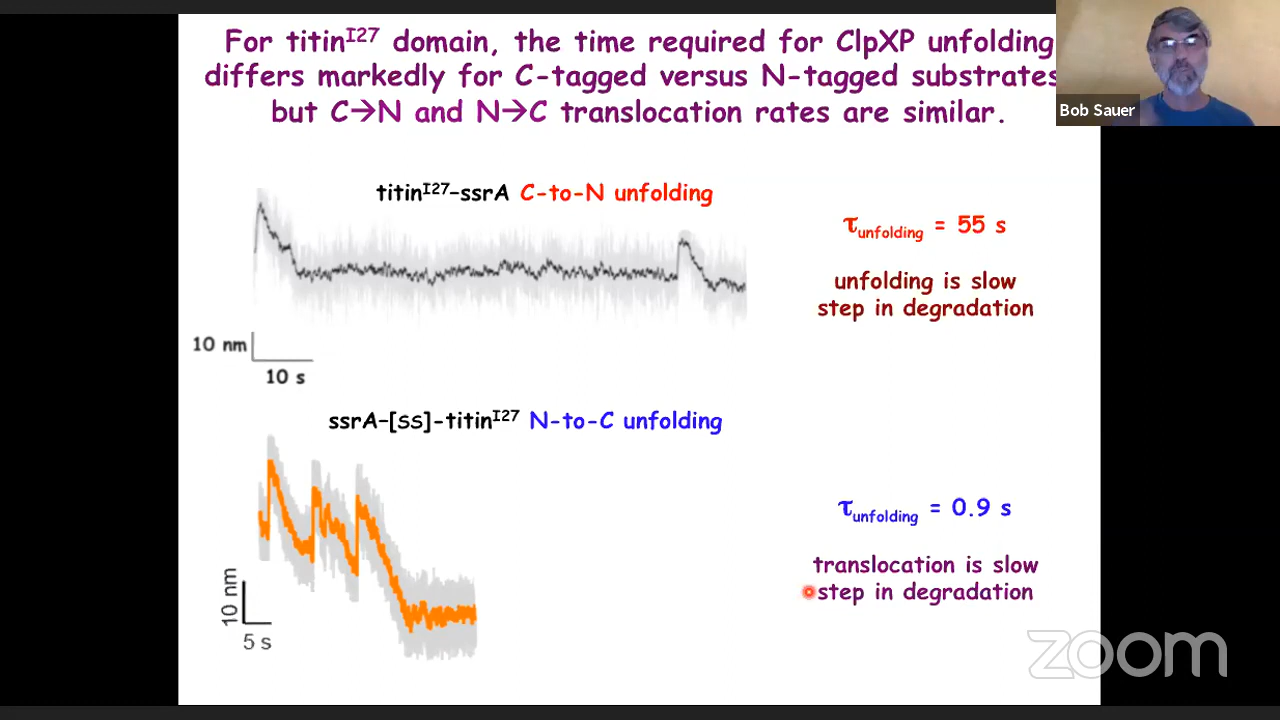 For titin^I27 domain, the time required for ClpXP unfolding
differs markedly for C-tagged versus N-tagged substrates
but C→N and N→C translocation rates are similar.
Bob Sauer
titin^I27–ssrA C-to-N unfolding
τunfolding = 55 s
unfolding is slow
step in degradation
10 nm
10 s
ssrA–[SS]-titin^I27 N-to-C unfolding
τunfolding = 0.9 s
translocation is slow
step in degradation
10 nm
5 s
zoom